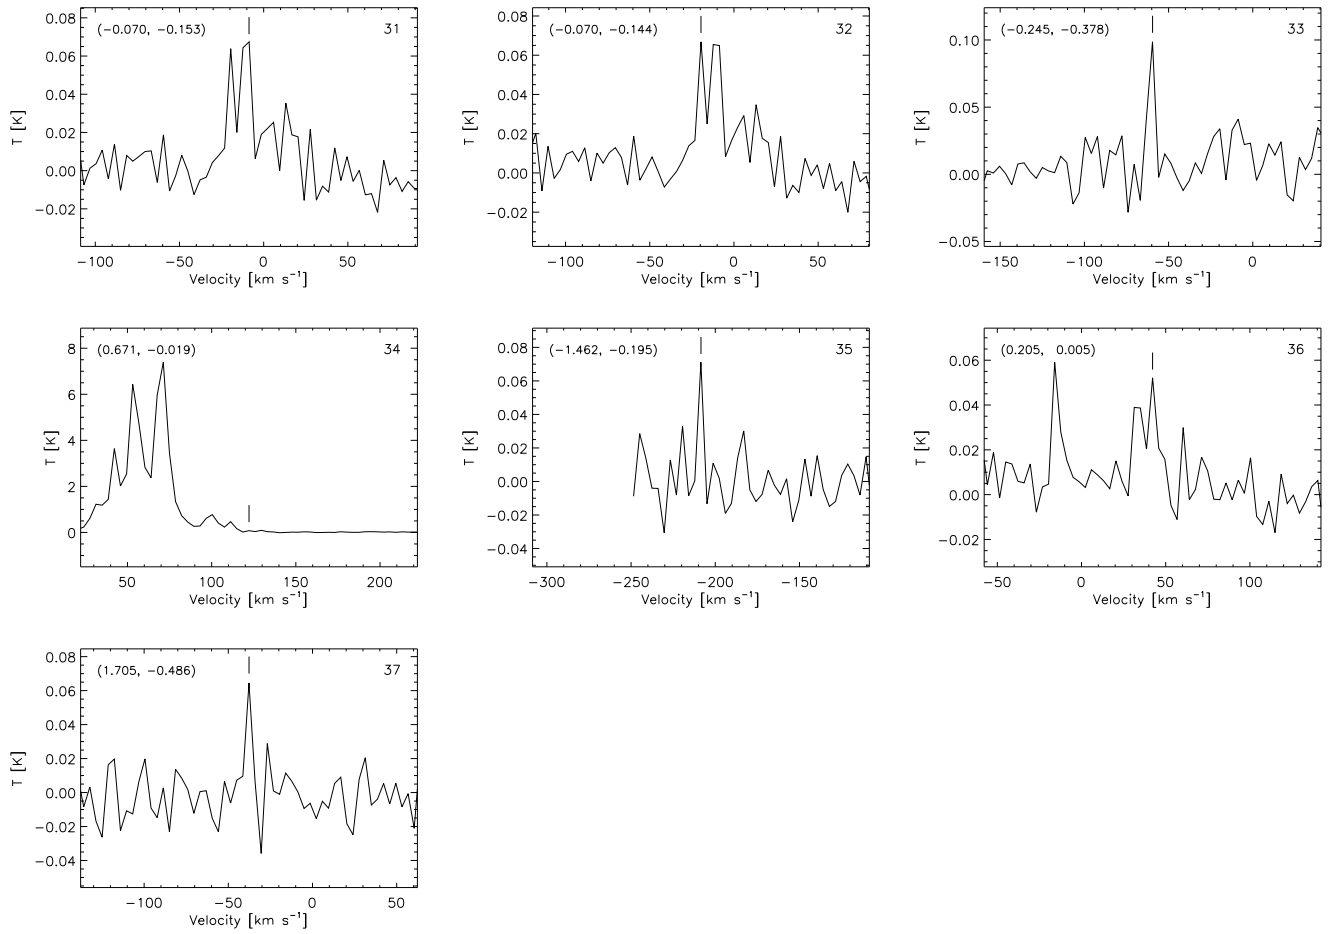 (−0.070, −0.153) 31
T [K]
0.08
0.06
0.04
0.02
0.00
−0.02
−100 −50 0 50
Velocity [km s⁻¹]
(−0.070, −0.144) 32
T [K]
0.08
0.06
0.04
0.02
0.00
−0.02
−100 −50 0 50
Velocity [km s⁻¹]
(−0.245, −0.378) 33
T [K]
0.10
0.05
0.00
−0.05
−150 −100 −50 0
Velocity [km s⁻¹]
(0.671, −0.019) 34
T [K]
8
6
4
2
0
50 100 150 200
Velocity [km s⁻¹]
(−1.462, −0.195) 35
T [K]
0.08
0.06
0.04
0.02
0.00
−0.02
−0.04
−300 −250 −200 −150
Velocity [km s⁻¹]
(0.205, 0.005) 36
T [K]
0.06
0.04
0.02
0.00
−0.02
−50 0 50 100
Velocity [km s⁻¹]
(1.705, −0.486) 37
T [K]
0.08
0.06
0.04
0.02
0.00
−0.02
−0.04
−100 −50 0 50
Velocity [km s⁻¹]